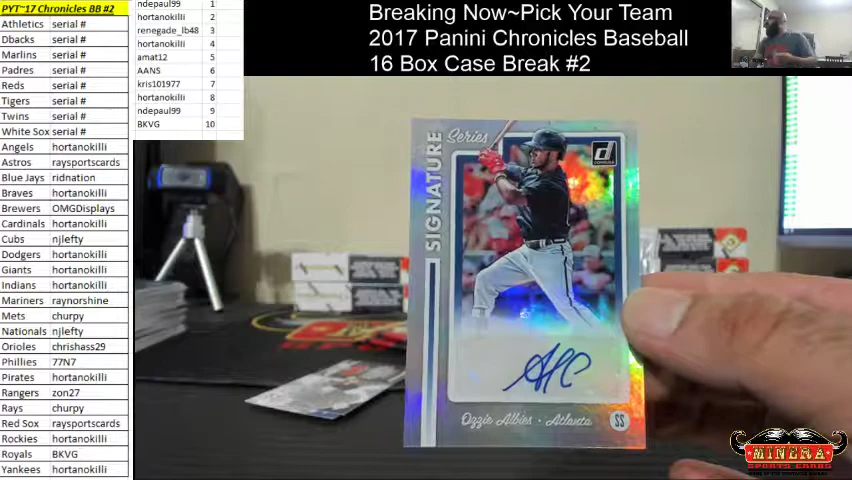 PYT~17 Chronicles BB #2
Athletics serial #
Dbacks serial #
Marlins serial #
Padres serial #
Reds serial #
Tigers serial #
Twins serial #
White Sox serial #
Angels hortanokilli
Astros raysportscards
Blue Jays ridnation
Braves hortanokilli
Brewers OMGDisplays
Cardinals hortanokilli
Cubs njlefty
Dodgers hortanokilli
Giants hortanokilli
Indians hortanokilli
Mariners raynorshine
Mets churpy
Nationals njlefty
Orioles chrishass29
Phillies 77N7
Pirates hortanokilli
Rangers zon27
Rays churpy
Red Sox raysportscards
Rockies hortanokilli
Royals BKVG
Yankees hortanokilli
ndepaul99 1
hortanokilli 2
renegade_lb48 3
hortanokilli 4
amat12 5
AANS 6
kris101977 7
hortanokilli 8
ndepaul99 9
BKVG 10
Breaking Now~Pick Your Team
2017 Panini Chronicles Baseball
16 Box Case Break #2
SIGNATURE Series
d
Ozzie Albies • Atlanta
SS
MINERA
SPORTS CARDS